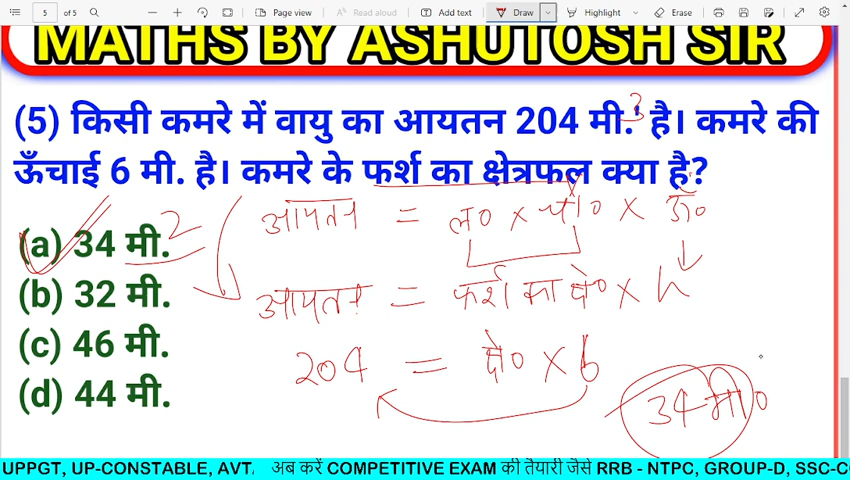 5 of 5
Page view
Read aloud
Add text
Draw
Highlight
Erase
MATHS BY ASHUTOSH SIR
(5) किसी कमरे में वायु का आयतन 204 मी.³ है। कमरे की
ऊँचाई 6 मी. है। कमरे के फर्श का क्षेत्रफल क्या है?
आयतन = ल० × चौ० × ऊँ०
(a) 34 मी.2
(b) 32 मी.
आयतन = फर्श का क्षे० × h
(c) 46 मी.
204 = क्षे० × 6
(d) 44 मी.
34 मी०
UPPGT, UP-CONSTABLE, AVT. अब करें COMPETITIVE EXAM की तैयारी जैसे RRB - NTPC, GROUP-D, SSC-C